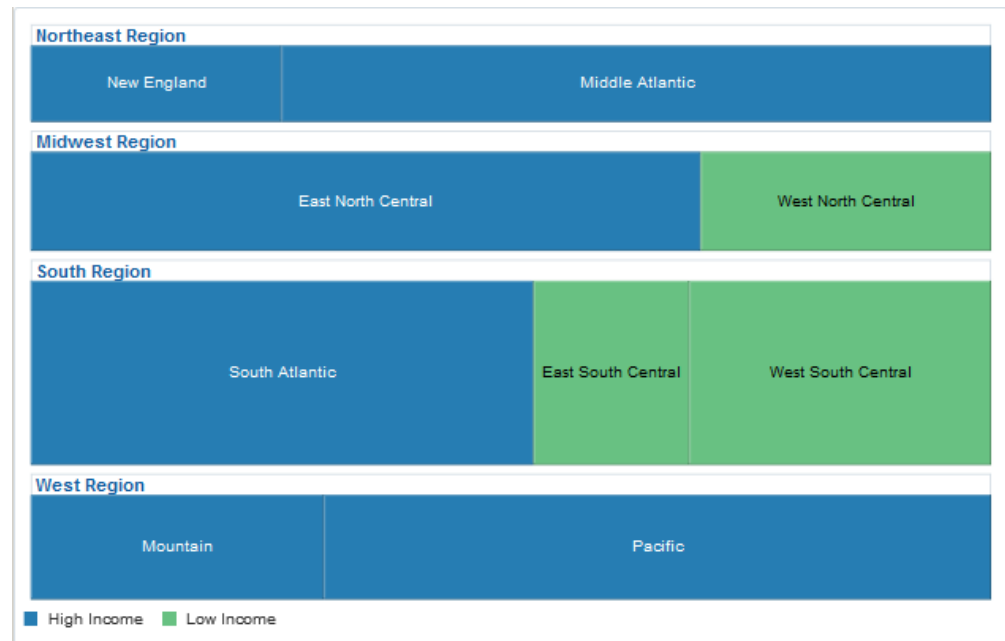 Northeast Region
New England Middle Atlantic
Midwest Region
East North Central West North Central
South Region
South Atlantic East South Central West South Central
West Region
Mountain Pacific
High Income Low Income